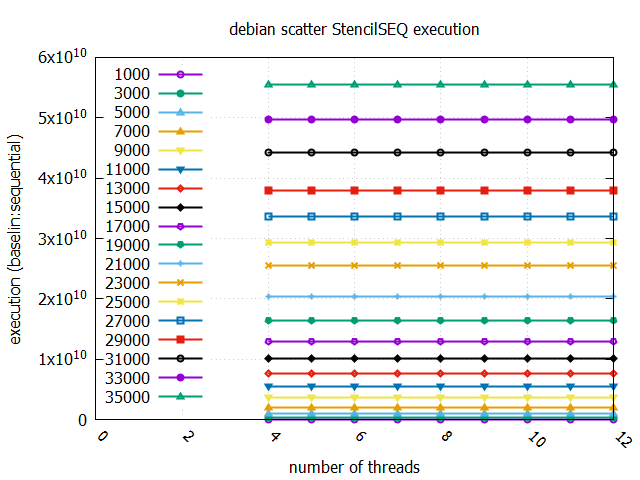 debian scatter StencilSEQ execution
6x10^10
5x10^10
4x10^10
3x10^10
2x10^10
1x10^10
0
execution (baselin:sequential)
1000
3000
5000
7000
9000
11000
13000
15000
17000
19000
21000
23000
25000
27000
29000
31000
33000
35000
0 2 4 6 8 10 12
number of threads